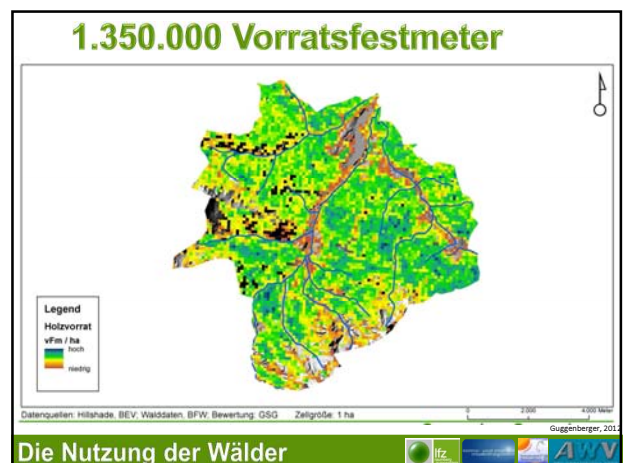 1.350.000 Vorratsfestmeter
Legend
Holzvorrat
vFm / ha
hoch
niedrig
Datenquellen: Hillshade, BEV; Walddaten, BFW; Bewertung: GSG Zellgröße: 1 ha
0 2.000 4.000 Meter
Guggenberger, 2012
Die Nutzung der Wälder
lfz
AWV